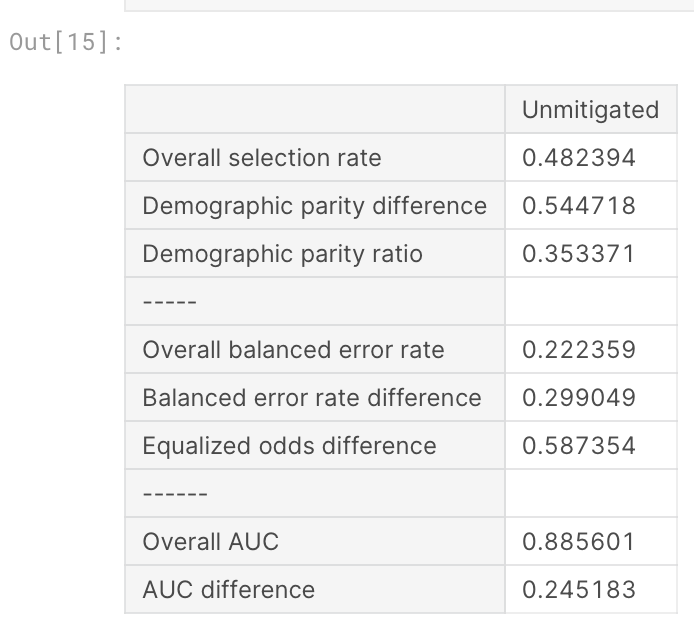 Out[15]:
Unmitigated
Overall selection rate 0.482394
Demographic parity difference 0.544718
Demographic parity ratio 0.353371
-----
Overall balanced error rate 0.222359
Balanced error rate difference 0.299049
Equalized odds difference 0.587354
------
Overall AUC 0.885601
AUC difference 0.245183